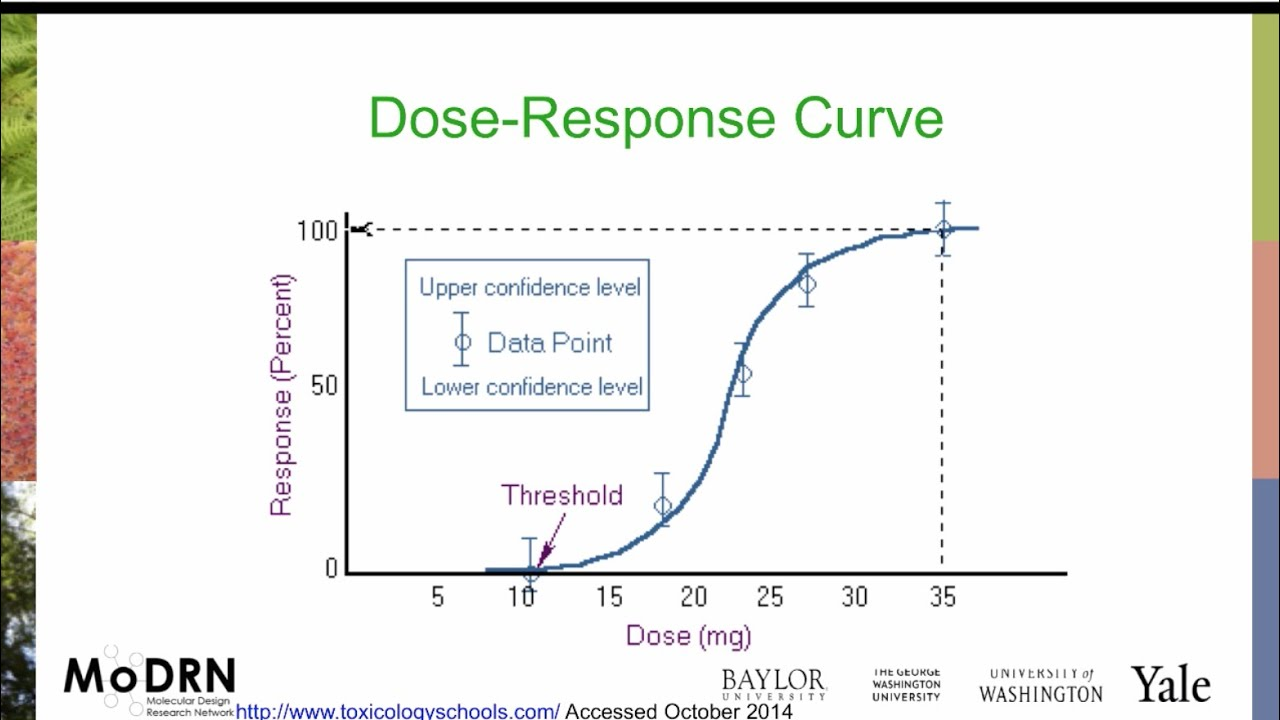 Dose-Response Curve
100
50
0
Response (Percent)
Upper confidence level
Data Point
Lower confidence level
Threshold
5 10 15 20 25 30 35
Dose (mg)
MoDRN
Molecular Design
Research Network
http://www.toxicologyschools.com/ Accessed October 2014
BAYLOR
UNIVERSITY
THE GEORGE
WASHINGTON
UNIVERSITY
UNIVERSITY of
WASHINGTON
Yale